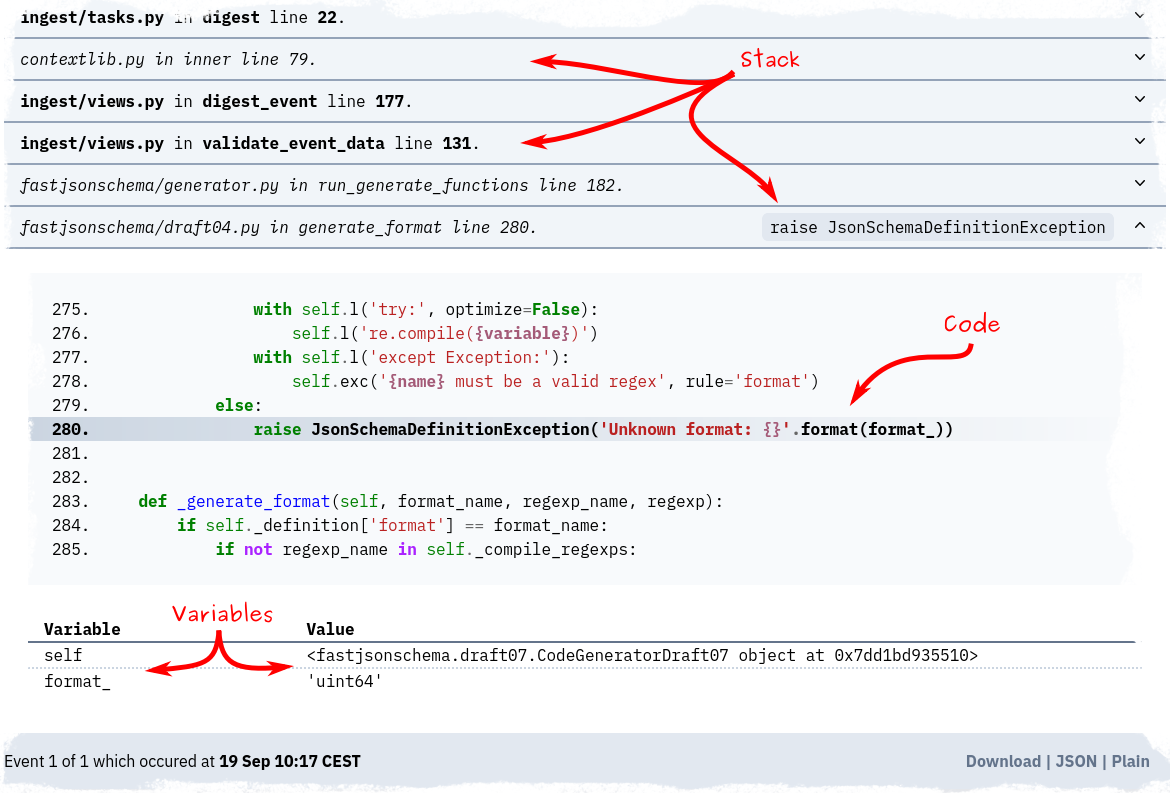 ingest/tasks.py in digest line 22.
contextlib.py in inner line 79.
Stack
ingest/views.py in digest_event line 177.
ingest/views.py in validate_event_data line 131.
fastjsonschema/generator.py in run_generate_functions line 182.
fastjsonschema/draft04.py in generate_format line 280. raise JsonSchemaDefinitionException
275. with self.l('try:', optimize=False):
276. self.l('re.compile({variable})')
Code
277. with self.l('except Exception:'):
278. self.exc('{name} must be a valid regex', rule='format')
279. else:
280. raise JsonSchemaDefinitionException('Unknown format: {}'.format(format_))
281.
282.
283. def _generate_format(self, format_name, regexp_name, regexp):
284. if self._definition['format'] == format_name:
285. if not regexp_name in self._compile_regexps:
Variables
Variable Value
self <fastjsonschema.draft07.CodeGeneratorDraft07 object at 0x7dd1bd935510>
format_ 'uint64'
Event 1 of 1 which occured at 19 Sep 10:17 CEST Download | JSON | Plain